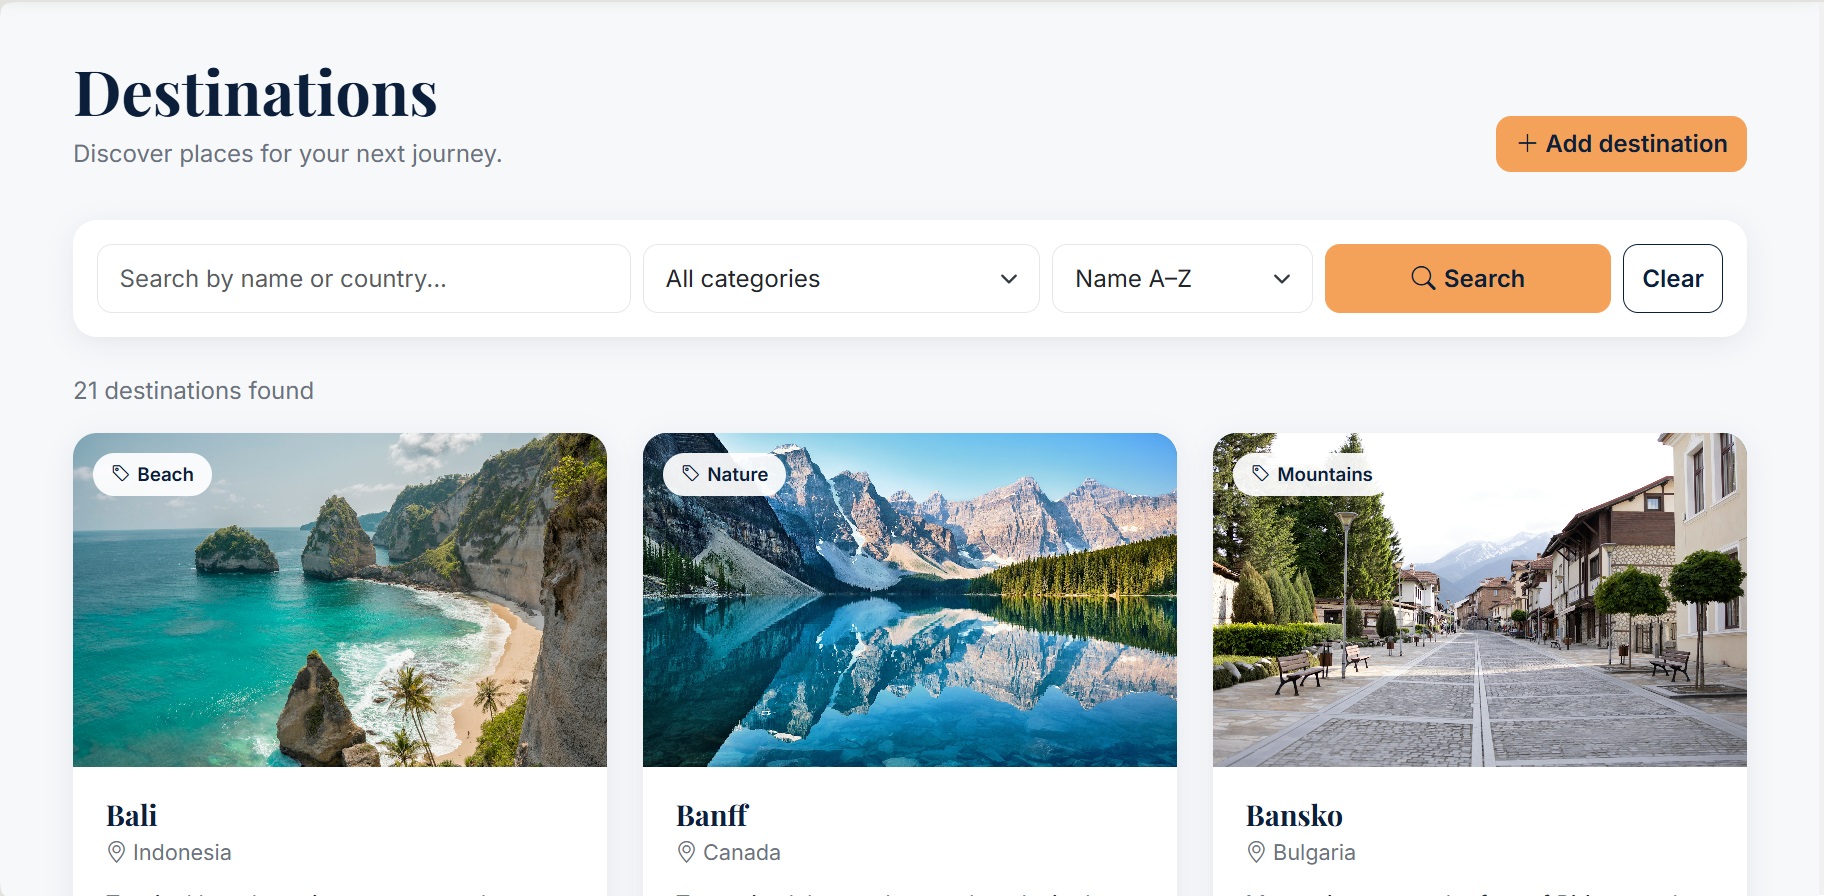 Destinations
Discover places for your next journey.
+ Add destination
Search by name or country...
All categories
Name A–Z
Search
Clear
21 destinations found
Beach
Nature
Mountains
Bali
Indonesia
Banff
Canada
Bansko
Bulgaria